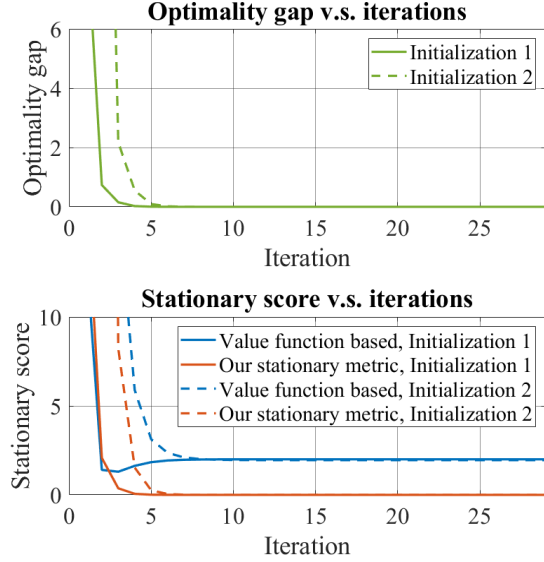 Optimality gap v.s. iterations
Optimality gap
6
4
2
0
Initialization 1
Initialization 2
0 5 10 15 20 25
Iteration
Stationary score v.s. iterations
Stationary score
10
5
0
Value function based, Initialization 1
Our stationary metric, Initialization 1
Value function based, Initialization 2
Our stationary metric, Initialization 2
0 5 10 15 20 25
Iteration